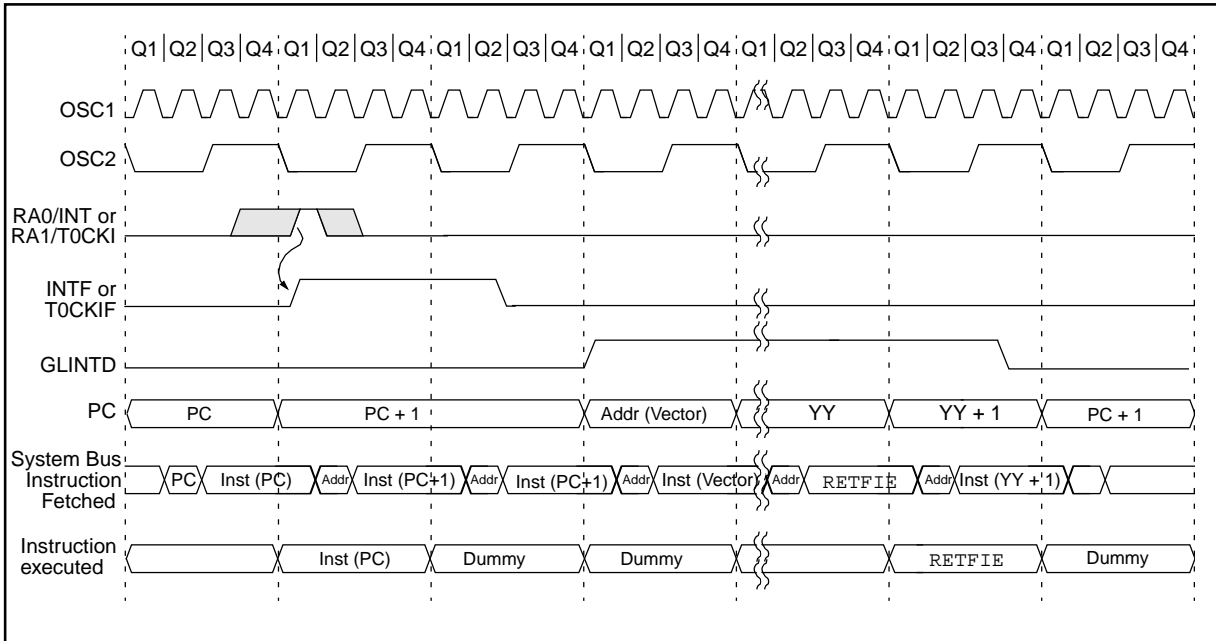 Q1 Q2 Q3 Q4 Q1 Q2 Q3 Q4 Q1 Q2 Q3 Q4 Q1 Q2 Q3 Q4 Q1 Q2 Q3 Q4 Q1 Q2 Q3 Q4 Q1 Q2 Q3 Q4
OSC1
OSC2
RA0/INT or
RA1/T0CKI
INTF or
T0CKIF
GLINTD
PC PC PC + 1 Addr (Vector) YY YY + 1 PC + 1
System Bus
Instruction
Fetched
PC Inst (PC) Addr Inst (PC+1) Addr Inst (PC+1) Addr Inst (Vector) Addr RETFIE Addr Inst (YY + 1)
Instruction
executed
Inst (PC) Dummy Dummy RETFIE Dummy